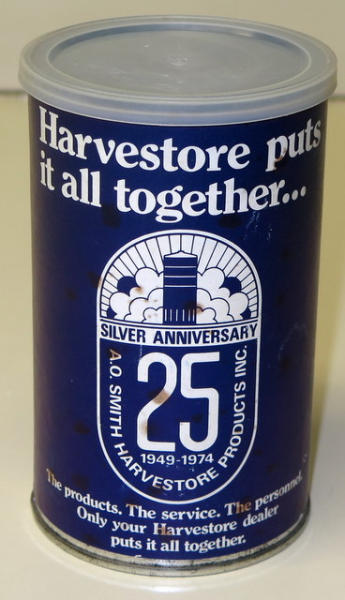 Harvestore puts
it all together...
SILVER ANNIVERSARY
25
1949-1974
A.O. SMITH HARVESTORE PRODUCTS INC.
The products. The service. The personnel.
Only your Harvestore dealer
puts it all together.